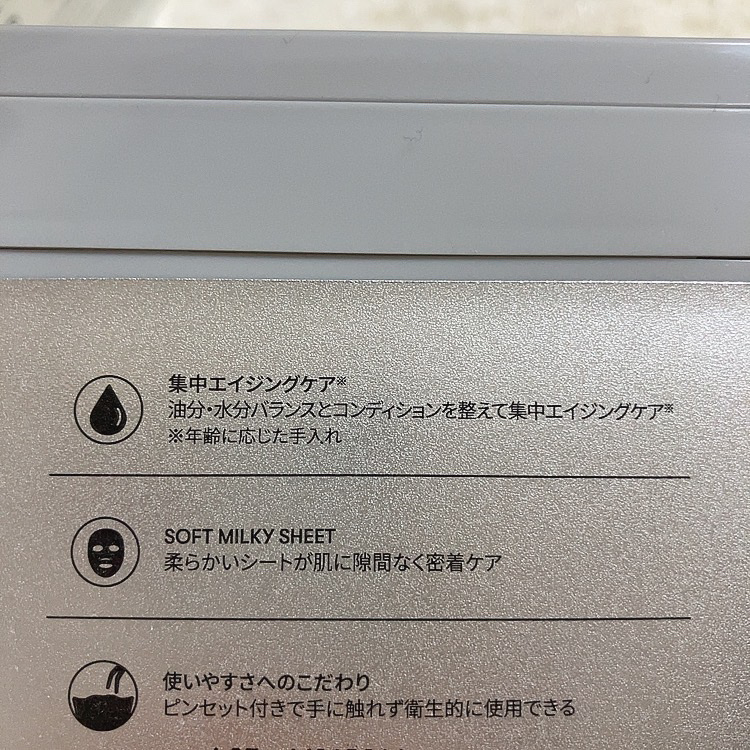 集中エイジングケア※
油分・水分バランスとコンディションを整えて集中エイジングケア※
※年齢に応じた手入れ
SOFT MILKY SHEET
柔らかいシートが肌に隙間なく密着ケア
使いやすさへのこだわり
ピンセット付きで手に触れず衛生的に使用できる